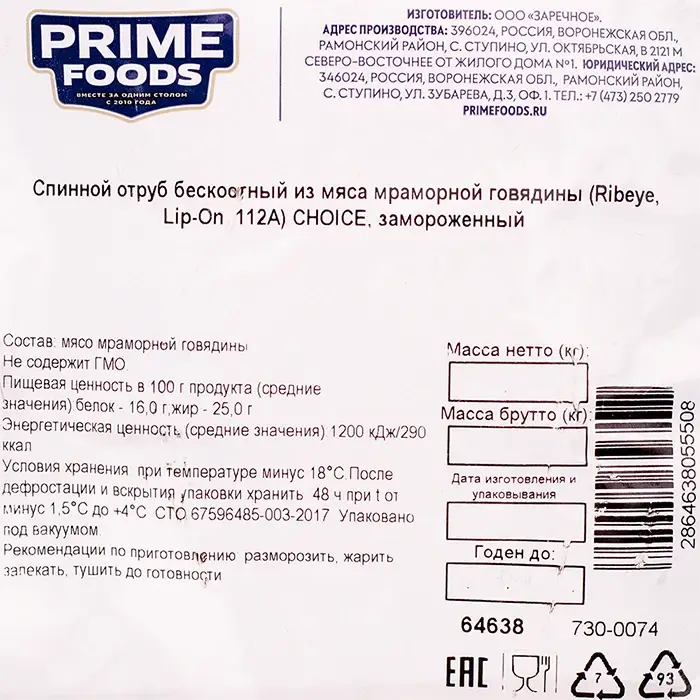 PRIME
FOODS
ВМЕСТЕ ЗА ОДНИМ СТОЛОМ
С 2010 ГОДА
ИЗГОТОВИТЕЛЬ: ООО «ЗАРЕЧНОЕ».
АДРЕС ПРОИЗВОДСТВА: 396024, РОССИЯ, ВОРОНЕЖСКАЯ ОБЛ.,
РАМОНСКИЙ РАЙОН, С. СТУПИНО, УЛ. ОКТЯБРЬСКАЯ, В 2121 М
СЕВЕРО-ВОСТОЧНЕЕ ОТ ЖИЛОГО ДОМА №1. ЮРИДИЧЕСКИЙ АДРЕС:
346024, РОССИЯ, ВОРОНЕЖСКАЯ ОБЛ., РАМОНСКИЙ РАЙОН,
С. СТУПИНО, УЛ. ЗУБАРЕВА, Д.3, ОФ. 1. ТЕЛ.: +7 (473) 250 2779
PRIMEFOODS.RU
Спинной отруб бескостный из мяса мраморной говядины (Ribeye,
Lip-On 112A) CHOICE, замороженный
Состав: мясо мраморной говядины
Не содержит ГМО.
Пищевая ценность в 100 г продукта (средние
значения):белок - 16,0 г,жир - 25,0 г
Энергетическая ценность (средние значения) 1200 кДж/290
ккал
Условия хранения при температуре минус 18°С.После
дефростации и вскрытия упаковки хранить 48 ч при t от
минус 1,5°С до +4°С СТО 67596485-003-2017 Упаковано
под вакуумом.
Рекомендации по приготовлению разморозить, жарить
запекать, тушить до готовности
Масса нетто (кг):
Масса брутто (кг):
Дата изготовления и
упаковывания
Годен до:
2864638055508
64638 730-0074
EAC
7
93